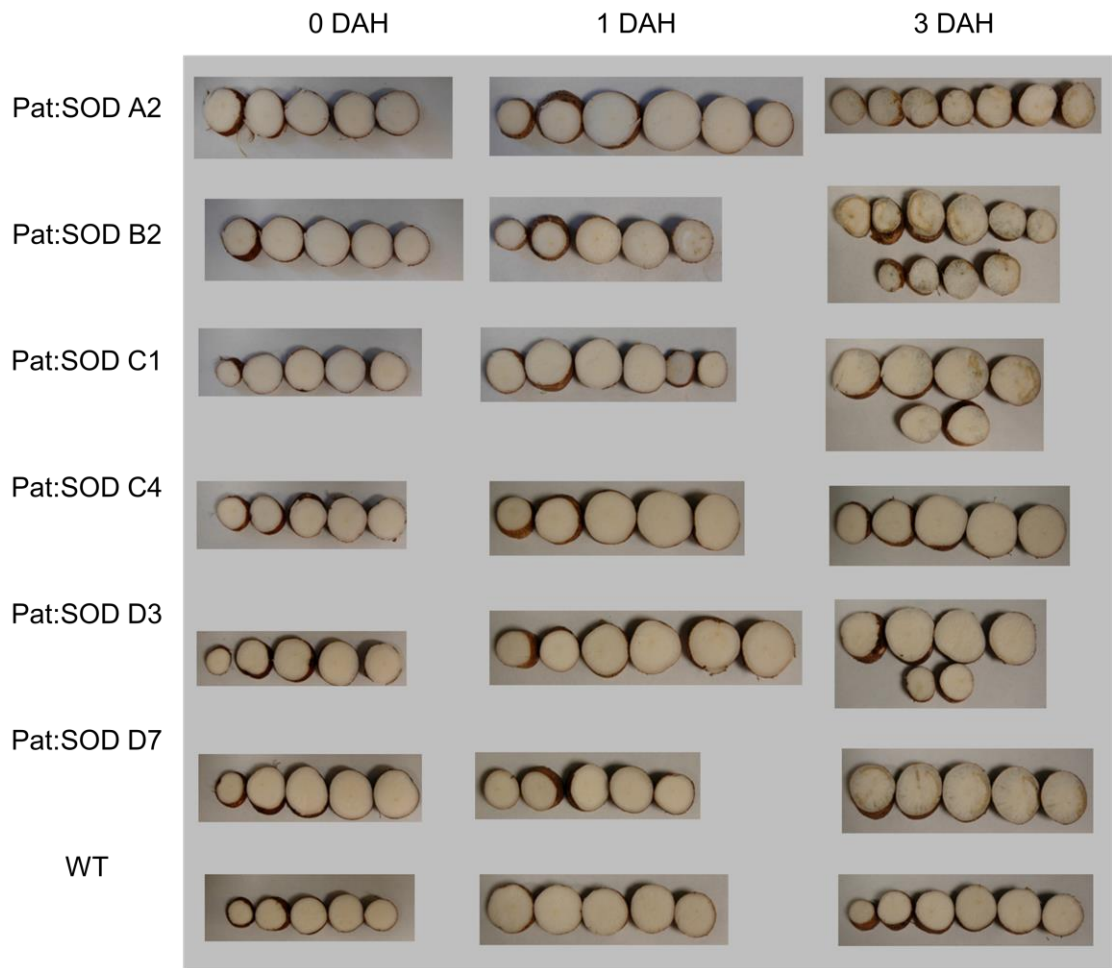 0 DAH 1 DAH 3 DAH
Pat:SOD A2
Pat:SOD B2
Pat:SOD C1
Pat:SOD C4
Pat:SOD D3
Pat:SOD D7
WT